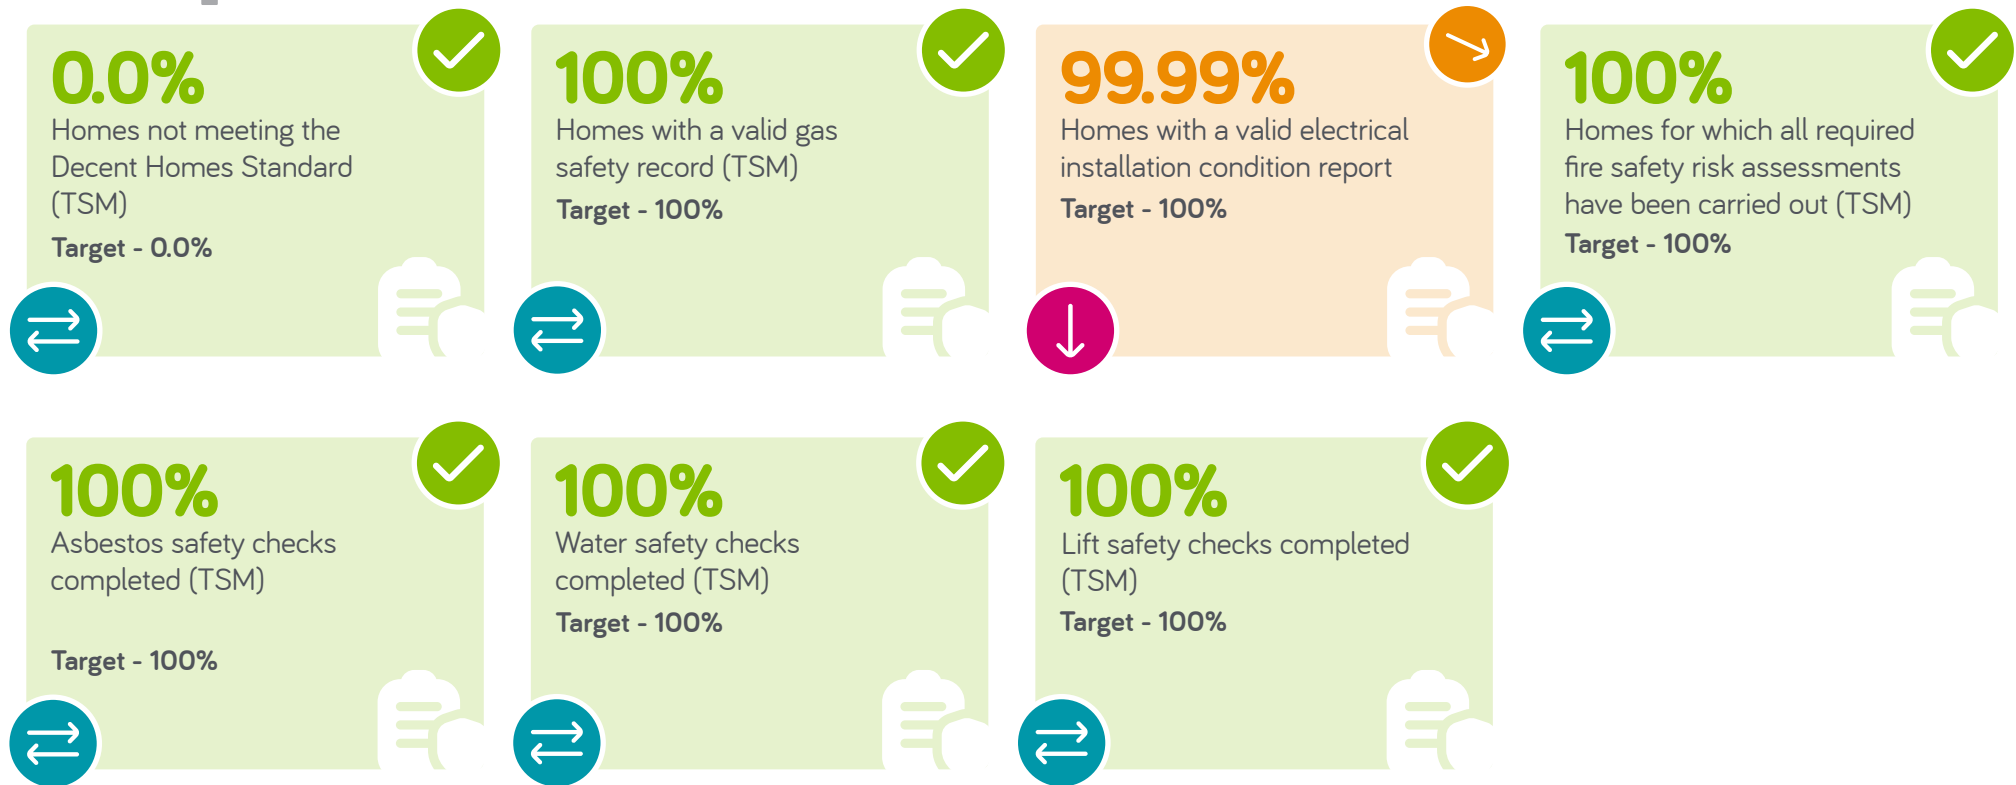 0.0%
Homes not meeting the
Decent Homes Standard
(TSM)
Target - 0.0%
100%
Homes with a valid gas
safety record (TSM)
Target - 100%
99.99%
Homes with a valid electrical
installation condition report
Target - 100%
100%
Homes for which all required
fire safety risk assessments
have been carried out (TSM)
Target - 100%
100%
Asbestos safety checks
completed (TSM)
Target - 100%
100%
Water safety checks
completed (TSM)
Target - 100%
100%
Lift safety checks completed
(TSM)
Target - 100%